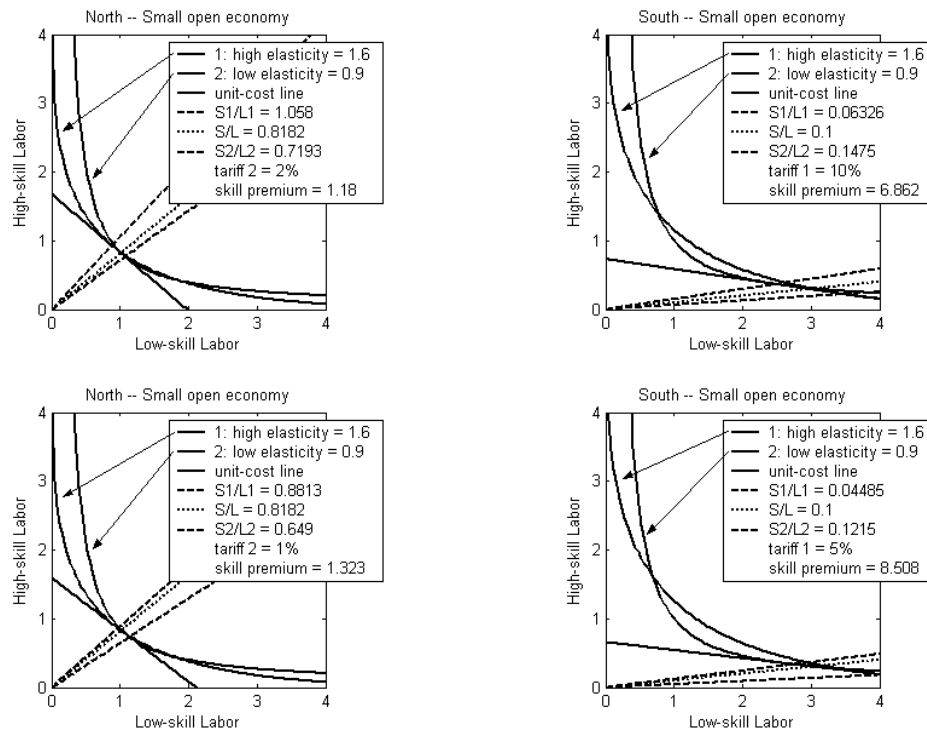 North -- Small open economy
4
3
2
1
0
0 1 2 3 4
High-skill Labor
Low-skill Labor
1: high elasticity = 1.6
2: low elasticity = 0.9
unit-cost line
S1/L1 = 1.058
S/L = 0.8182
S2/L2 = 0.7193
tariff 2 = 2%
skill premium = 1.18
South -- Small open economy
4
3
2
1
0
0 1 2 3 4
High-skill Labor
Low-skill Labor
1: high elasticity = 1.6
2: low elasticity = 0.9
unit-cost line
S1/L1 = 0.06326
S/L = 0.1
S2/L2 = 0.1475
tariff 1 = 10%
skill premium = 6.862
North -- Small open economy
4
3
2
1
0
0 1 2 3 4
High-skill Labor
Low-skill Labor
1: high elasticity = 1.6
2: low elasticity = 0.9
unit-cost line
S1/L1 = 0.8813
S/L = 0.8182
S2/L2 = 0.649
tariff 2 = 1%
skill premium = 1.323
South -- Small open economy
4
3
2
1
0
0 1 2 3 4
High-skill Labor
Low-skill Labor
1: high elasticity = 1.6
2: low elasticity = 0.9
unit-cost line
S1/L1 = 0.04485
S/L = 0.1
S2/L2 = 0.1215
tariff 1 = 5%
skill premium = 8.508